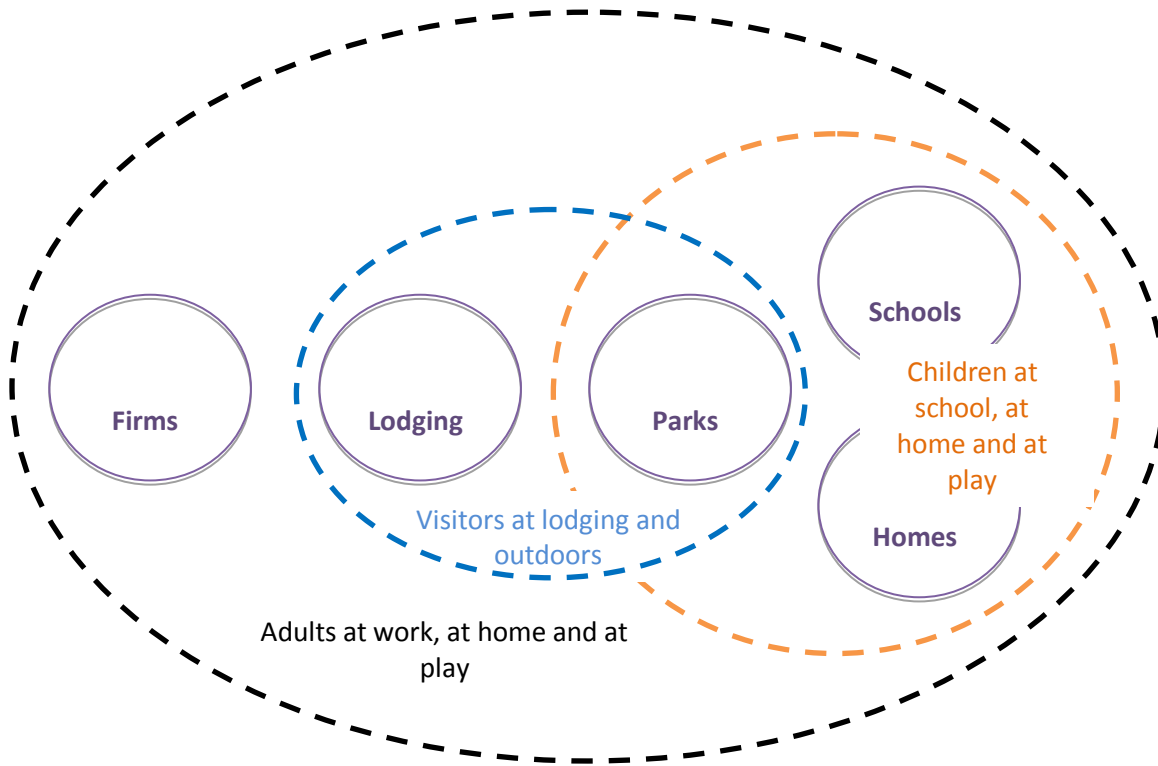 Schools
Children at
school, at
home and at
play
Firms
Lodging
Parks
Visitors at lodging and
outdoors
Homes
Adults at work, at home and at
play